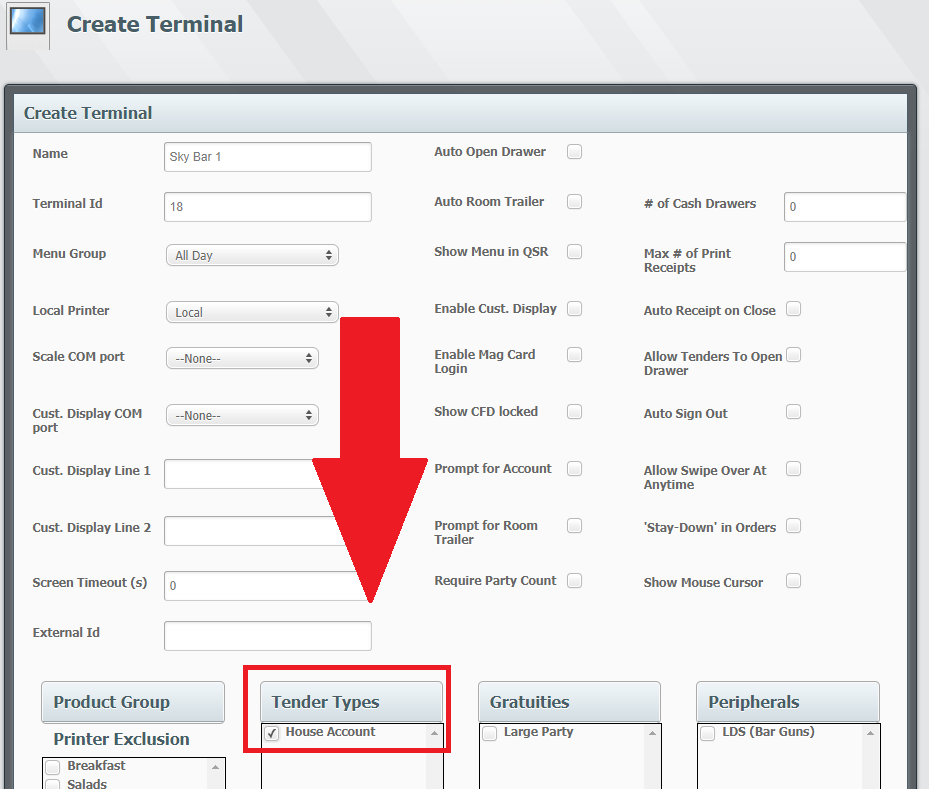 Create Terminal
Create Terminal
Name
Sky Bar 1
Auto Open Drawer
Terminal Id
18
Auto Room Trailer
# of Cash Drawers
0
Menu Group
All Day
Show Menu in QSR
Max # of Print
Receipts
0
Local Printer
Local
Enable Cust. Display
Auto Receipt on Close
Scale COM port
--None--
Enable Mag Card
Login
Allow Tenders To Open
Drawer
Cust. Display COM
port
--None--
Show CFD locked
Auto Sign Out
Cust. Display Line 1
Prompt for Account
Allow Swipe Over At
Anytime
Cust. Display Line 2
Prompt for Room
Trailer
'Stay-Down' in Orders
Screen Timeout (s)
0
Require Party Count
Show Mouse Cursor
External Id
Product Group
Printer Exclusion
Breakfast
Salads
Tender Types
House Account
Gratuities
Large Party
Peripherals
LDS (Bar Guns)